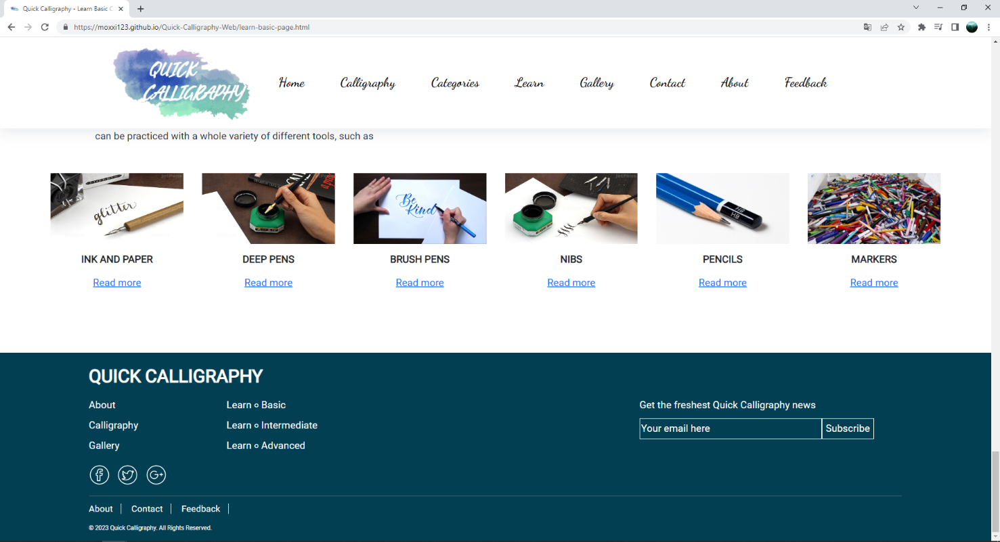 Quick Calligraphy - Learn Basic C
https://moxxi123.github.io/Quick-Calligraphy-Web/learn-basic-page.html
QUICK
CALLIGRAPHY
Home Calligraphy Categories Learn Gallery Contact About Feedback
can be practiced with a whole variety of different tools, such as
glitter
Be
Kind
HB
HB
INK AND PAPER DEEP PENS BRUSH PENS NIBS PENCILS MARKERS
Read more Read more Read more Read more Read more Read more
QUICK CALLIGRAPHY
About Learn ∘ Basic Get the freshest Quick Calligraphy news
Calligraphy Learn ∘ Intermediate Your email here Subscribe
Gallery Learn ∘ Advanced
About Contact Feedback
© 2023 Quick Calligraphy. All Rights Reserved.